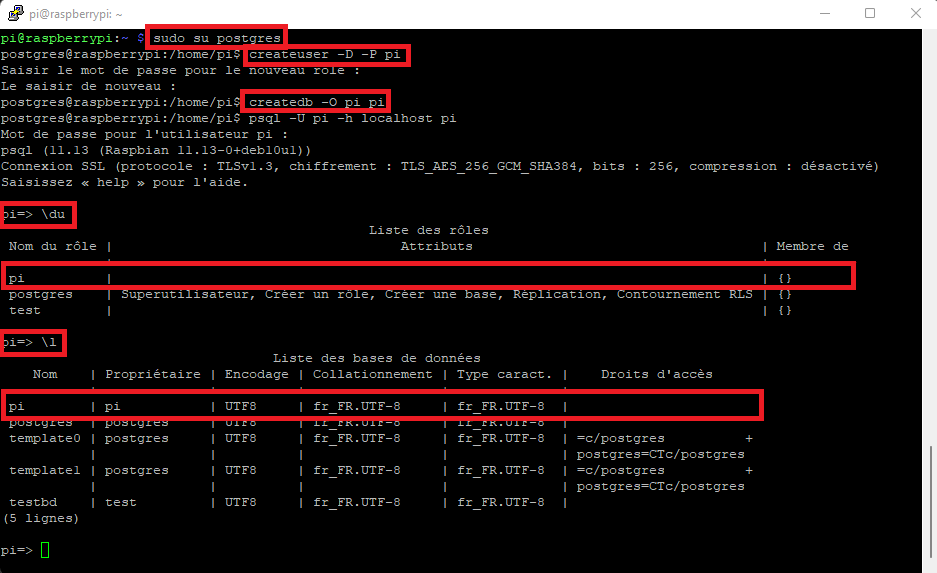 pi@raspberrypi: ~
pi@raspberrypi:~ $ sudo su postgres
postgres@raspberrypi:/home/pi$ createuser -D -P pi
Saisir le mot de passe pour le nouveau rôle :
Le saisir de nouveau :
postgres@raspberrypi:/home/pi$ createdb -O pi pi
postgres@raspberrypi:/home/pi$ psql -U pi -h localhost pi
Mot de passe pour l'utilisateur pi :
psql (11.13 (Raspbian 11.13-0+deb10u1))
Connexion SSL (protocole : TLSv1.3, chiffrement : TLS_AES_256_GCM_SHA384, bits : 256, compression : désactivé)
Saisissez « help » pour l'aide.
pi=> \du
Liste des rôles
Nom du rôle | Attributs | Membre de
pi | | {}
postgres | Superutilisateur, Créer un rôle, Créer une base, Réplication, Contournement RLS | {}
test | | {}
pi=> \l
Liste des bases de données
Nom | Propriétaire | Encodage | Collationnement | Type caract. | Droits d'accès
pi | pi | UTF8 | fr_FR.UTF-8 | fr_FR.UTF-8 |
postgres | postgres | UTF8 | fr_FR.UTF-8 | fr_FR.UTF-8 |
template0 | postgres | UTF8 | fr_FR.UTF-8 | fr_FR.UTF-8 | =c/postgres +
| | | | | postgres=CTc/postgres
template1 | postgres | UTF8 | fr_FR.UTF-8 | fr_FR.UTF-8 | =c/postgres +
| | | | | postgres=CTc/postgres
testbd | test | UTF8 | fr_FR.UTF-8 | fr_FR.UTF-8 |
(5 lignes)
pi=>